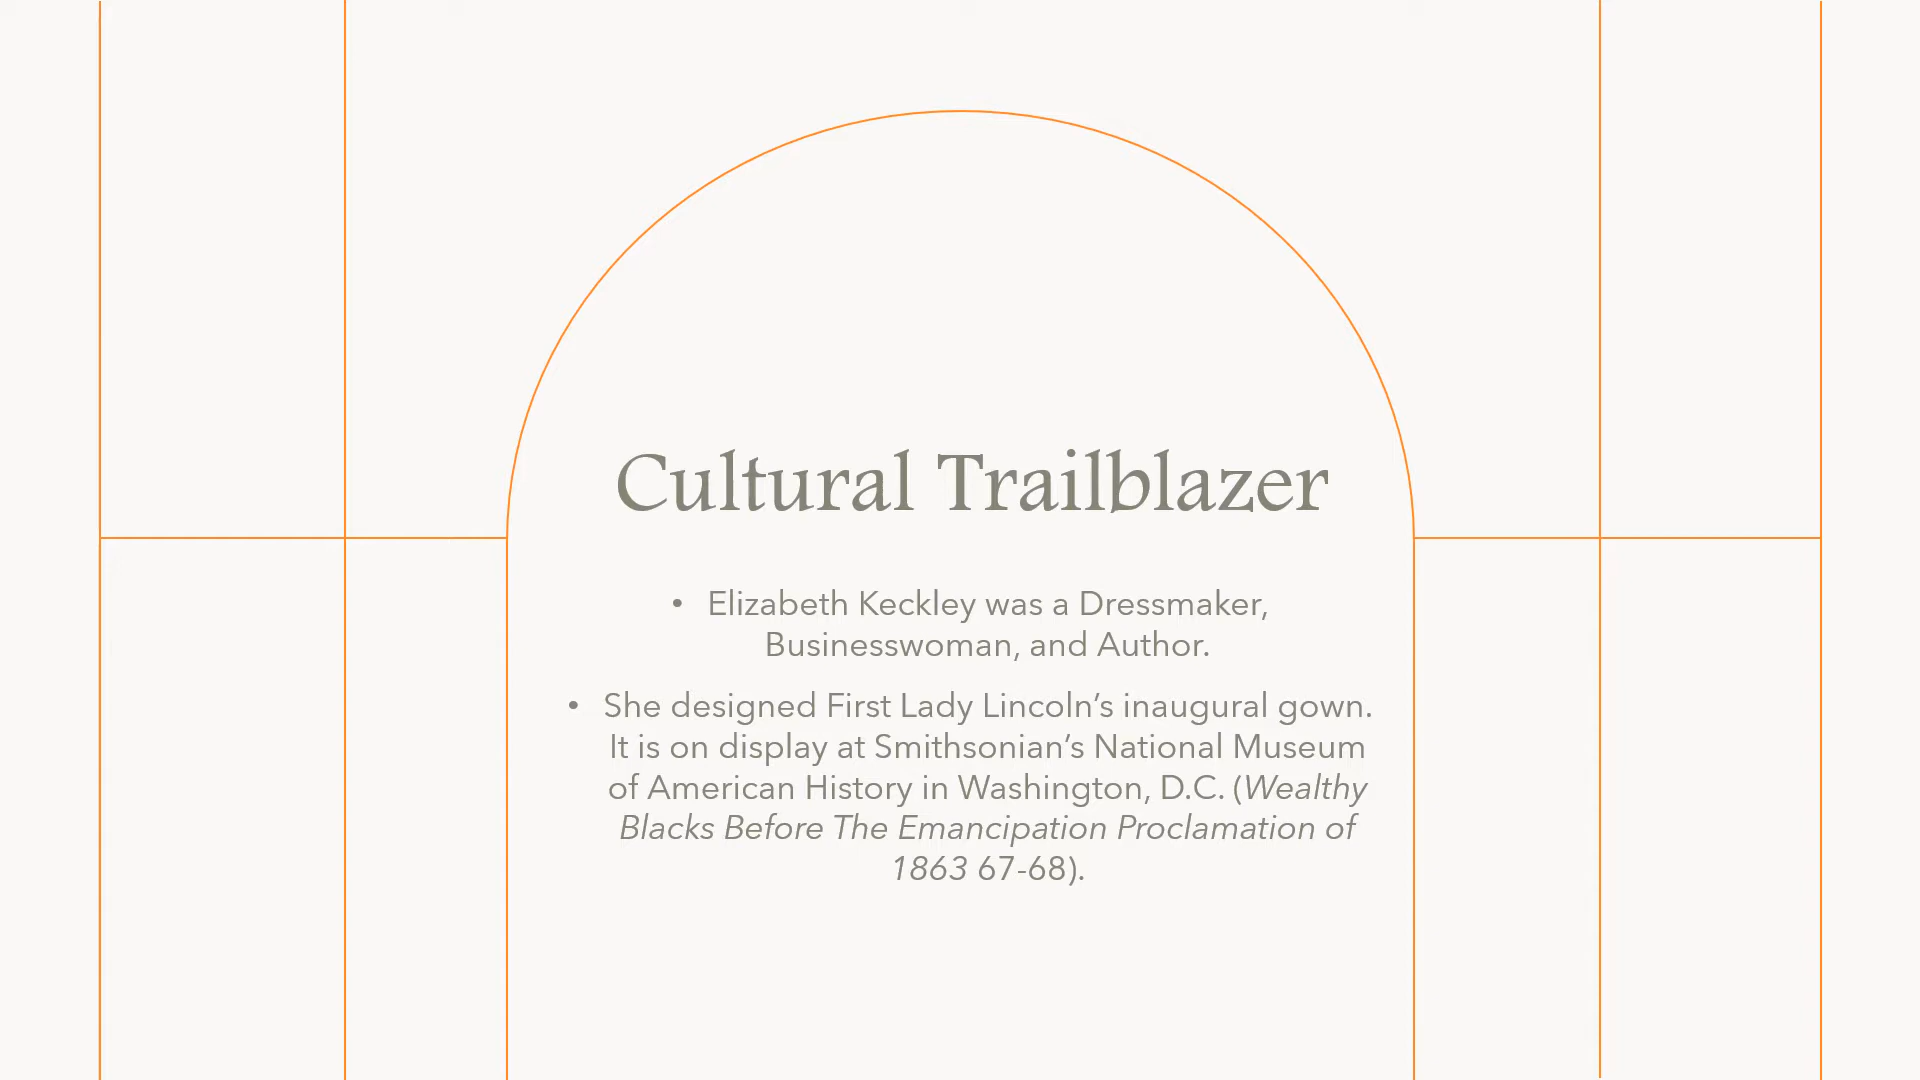 Cultural Trailblazer
• Elizabeth Keckley was a Dressmaker,
Businesswoman, and Author.
• She designed First Lady Lincoln’s inaugural gown.
It is on display at Smithsonian’s National Museum
of American History in Washington, D.C. (Wealthy
Blacks Before The Emancipation Proclamation of
1863 67-68).